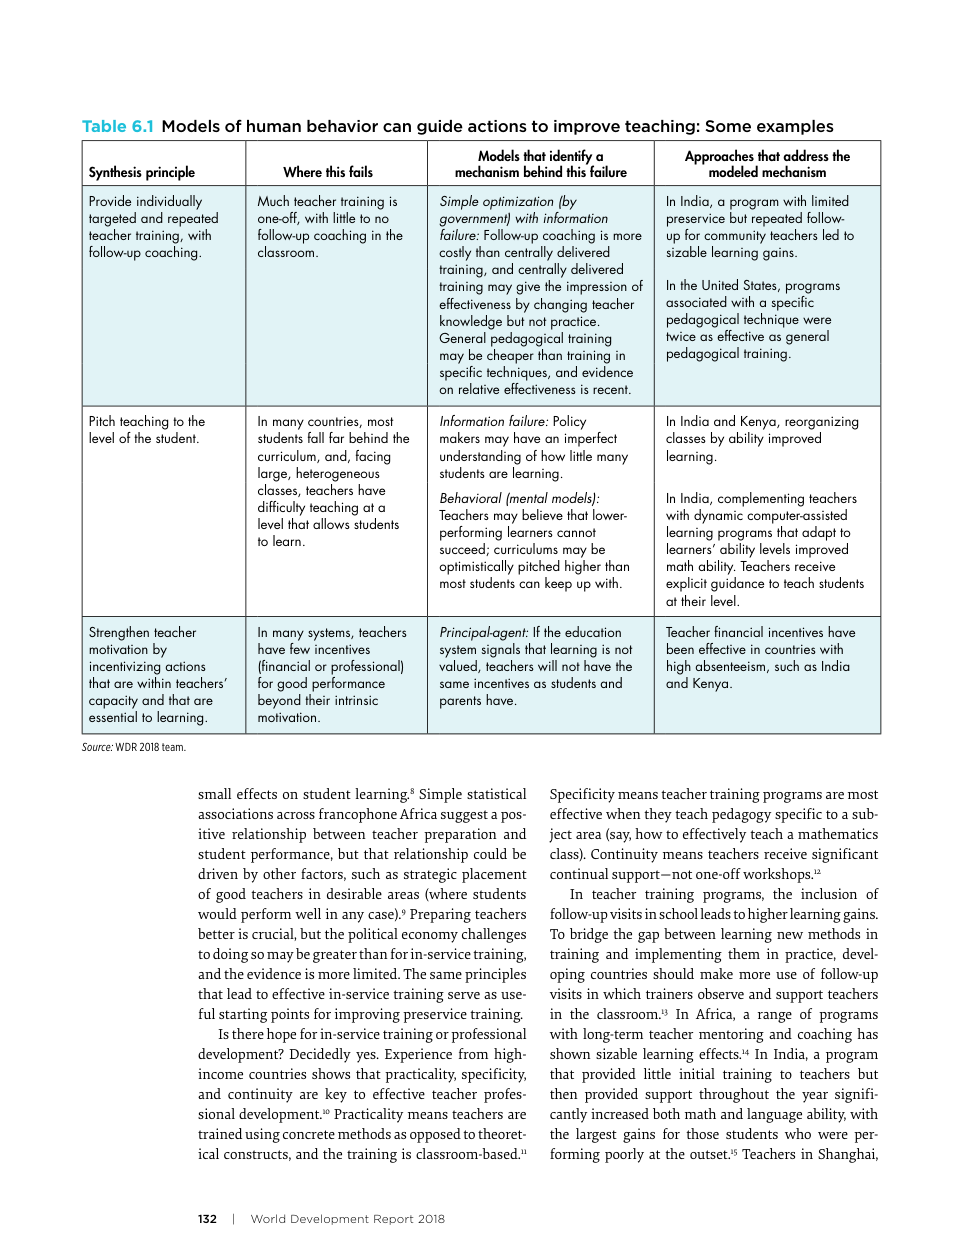 Table 6.1 Models of human behavior can guide actions to improve teaching: Some examples
Synthesis principle
Where this fails
Models that identify a
mechanism behind this failure
Approaches that address the
modeled mechanism
Provide individually
targeted and repeated
teacher training, with
follow-up coaching.
Much teacher training is
one-off, with little to no
follow-up coaching in the
classroom.
Simple optimization (by
government) with information
failure: Follow-up coaching is more
costly than centrally delivered
training, and centrally delivered
training may give the impression of
effectiveness by changing teacher
knowledge but not practice.
General pedagogical training
may be cheaper than training in
specific techniques, and evidence
on relative effectiveness is recent.
In India, a program with limited
preservice but repeated follow-
up for community teachers led to
sizable learning gains.
In the United States, programs
associated with a specific
pedagogical technique were
twice as effective as general
pedagogical training.
Pitch teaching to the
level of the student.
In many countries, most
students fall far behind the
curriculum, and, facing
large, heterogeneous
classes, teachers have
difficulty teaching at a
level that allows students
to learn.
Information failure: Policy
makers may have an imperfect
understanding of how little many
students are learning.
Behavioral (mental models):
Teachers may believe that lower-
performing learners cannot
succeed; curriculums may be
optimistically pitched higher than
most students can keep up with.
In India and Kenya, reorganizing
classes by ability improved
learning.
In India, complementing teachers
with dynamic computer-assisted
learning programs that adapt to
learners' ability levels improved
math ability. Teachers receive
explicit guidance to teach students
at their level.
Strengthen teacher
motivation by
incentivizing actions
that are within teachers'
capacity and that are
essential to learning.
In many systems, teachers
have few incentives
(financial or professional)
for good performance
beyond their intrinsic
motivation.
Principal-agent: If the education
system signals that learning is not
valued, teachers will not have the
same incentives as students and
parents have.
Teacher financial incentives have
been effective in countries with
high absenteeism, such as India
and Kenya.
Source: WDR 2018 team.
small effects on student learning.⁸ Simple statistical
associations across francophone Africa suggest a pos-
itive relationship between teacher preparation and
student performance, but that relationship could be
driven by other factors, such as strategic placement
of good teachers in desirable areas (where students
would perform well in any case).⁹ Preparing teachers
better is crucial, but the political economy challenges
to doing so may be greater than for in-service training,
and the evidence is more limited. The same principles
that lead to effective in-service training serve as use-
ful starting points for improving preservice training.
Is there hope for in-service training or professional
development? Decidedly yes. Experience from high-
income countries shows that practicality, specificity,
and continuity are key to effective teacher profes-
sional development.¹⁰ Practicality means teachers are
trained using concrete methods as opposed to theoret-
ical constructs, and the training is classroom-based.¹¹
Specificity means teacher training programs are most
effective when they teach pedagogy specific to a sub-
ject area (say, how to effectively teach a mathematics
class). Continuity means teachers receive significant
continual support—not one-off workshops.¹²
In teacher training programs, the inclusion of
follow-up visits in school leads to higher learning gains.
To bridge the gap between learning new methods in
training and implementing them in practice, devel-
oping countries should make more use of follow-up
visits in which trainers observe and support teachers
in the classroom.¹³ In Africa, a range of programs
with long-term teacher mentoring and coaching has
shown sizable learning effects.¹⁴ In India, a program
that provided little initial training to teachers but
then provided support throughout the year signifi-
cantly increased both math and language ability, with
the largest gains for those students who were per-
forming poorly at the outset.¹⁵ Teachers in Shanghai,
132 | World Development Report 2018